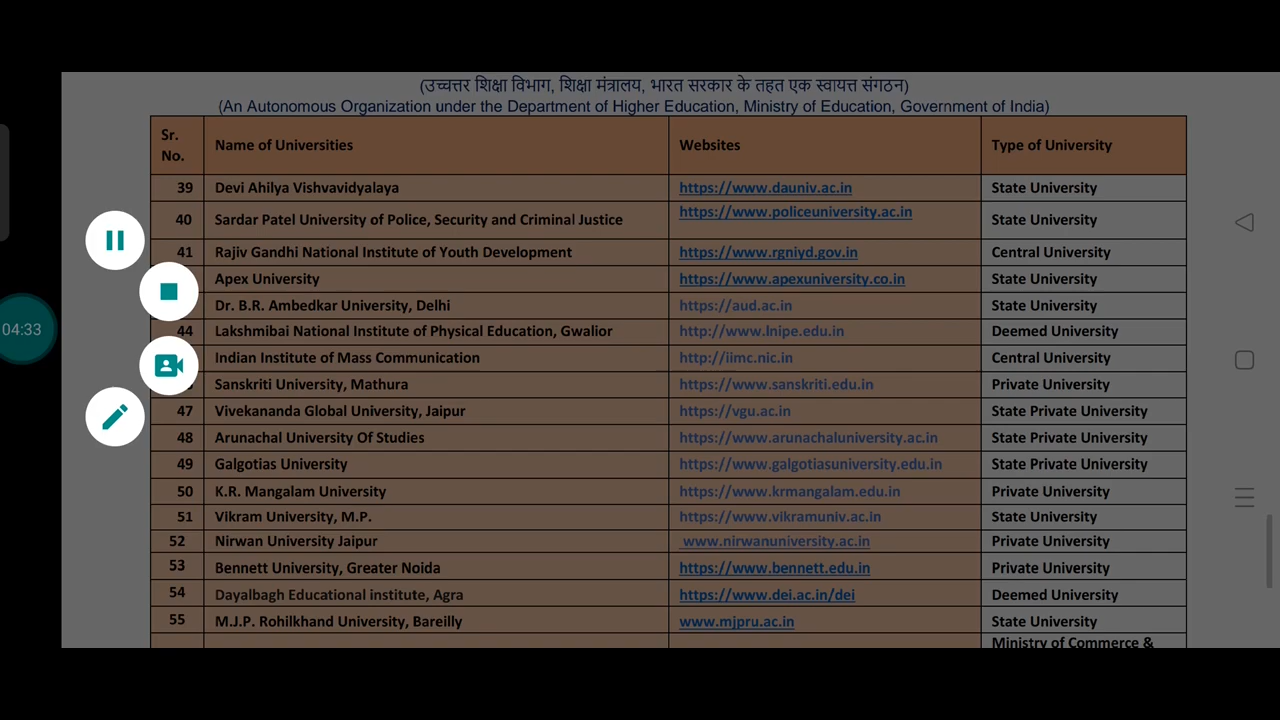 (उच्चत्तर शिक्षा विभाग, शिक्षा मंत्रालय, भारत सरकार के तहत एक स्वायत्त संगठन)
(An Autonomous Organization under the Department of Higher Education, Ministry of Education, Government of India)
Sr. No. Name of Universities Websites Type of University
39 Devi Ahilya Vishvavidyalaya https://www.dauniv.ac.in State University
40 Sardar Patel University of Police, Security and Criminal Justice https://www.policeuniversity.ac.in State University
41 Rajiv Gandhi National Institute of Youth Development https://www.rgniyd.gov.in Central University
Apex University https://www.apexuniversity.co.in State University
Dr. B.R. Ambedkar University, Delhi https://aud.ac.in State University
44 Lakshmibai National Institute of Physical Education, Gwalior http://www.lnipe.edu.in Deemed University
Indian Institute of Mass Communication http://iimc.nic.in Central University
Sanskriti University, Mathura https://www.sanskriti.edu.in Private University
47 Vivekananda Global University, Jaipur https://vgu.ac.in State Private University
48 Arunachal University Of Studies https://www.arunachaluniversity.ac.in State Private University
49 Galgotias University https://www.galgotiasuniversity.edu.in State Private University
50 K.R. Mangalam University https://www.krmangalam.edu.in Private University
51 Vikram University, M.P. https://www.vikramuniv.ac.in State University
52 Nirwan University Jaipur www.nirwanuniversity.ac.in Private University
53 Bennett University, Greater Noida https://www.bennett.edu.in Private University
54 Dayalbagh Educational institute, Agra https://www.dei.ac.in/dei Deemed University
55 M.J.P. Rohilkhand University, Bareilly www.mjpru.ac.in State University
Ministry of Commerce &
04:33